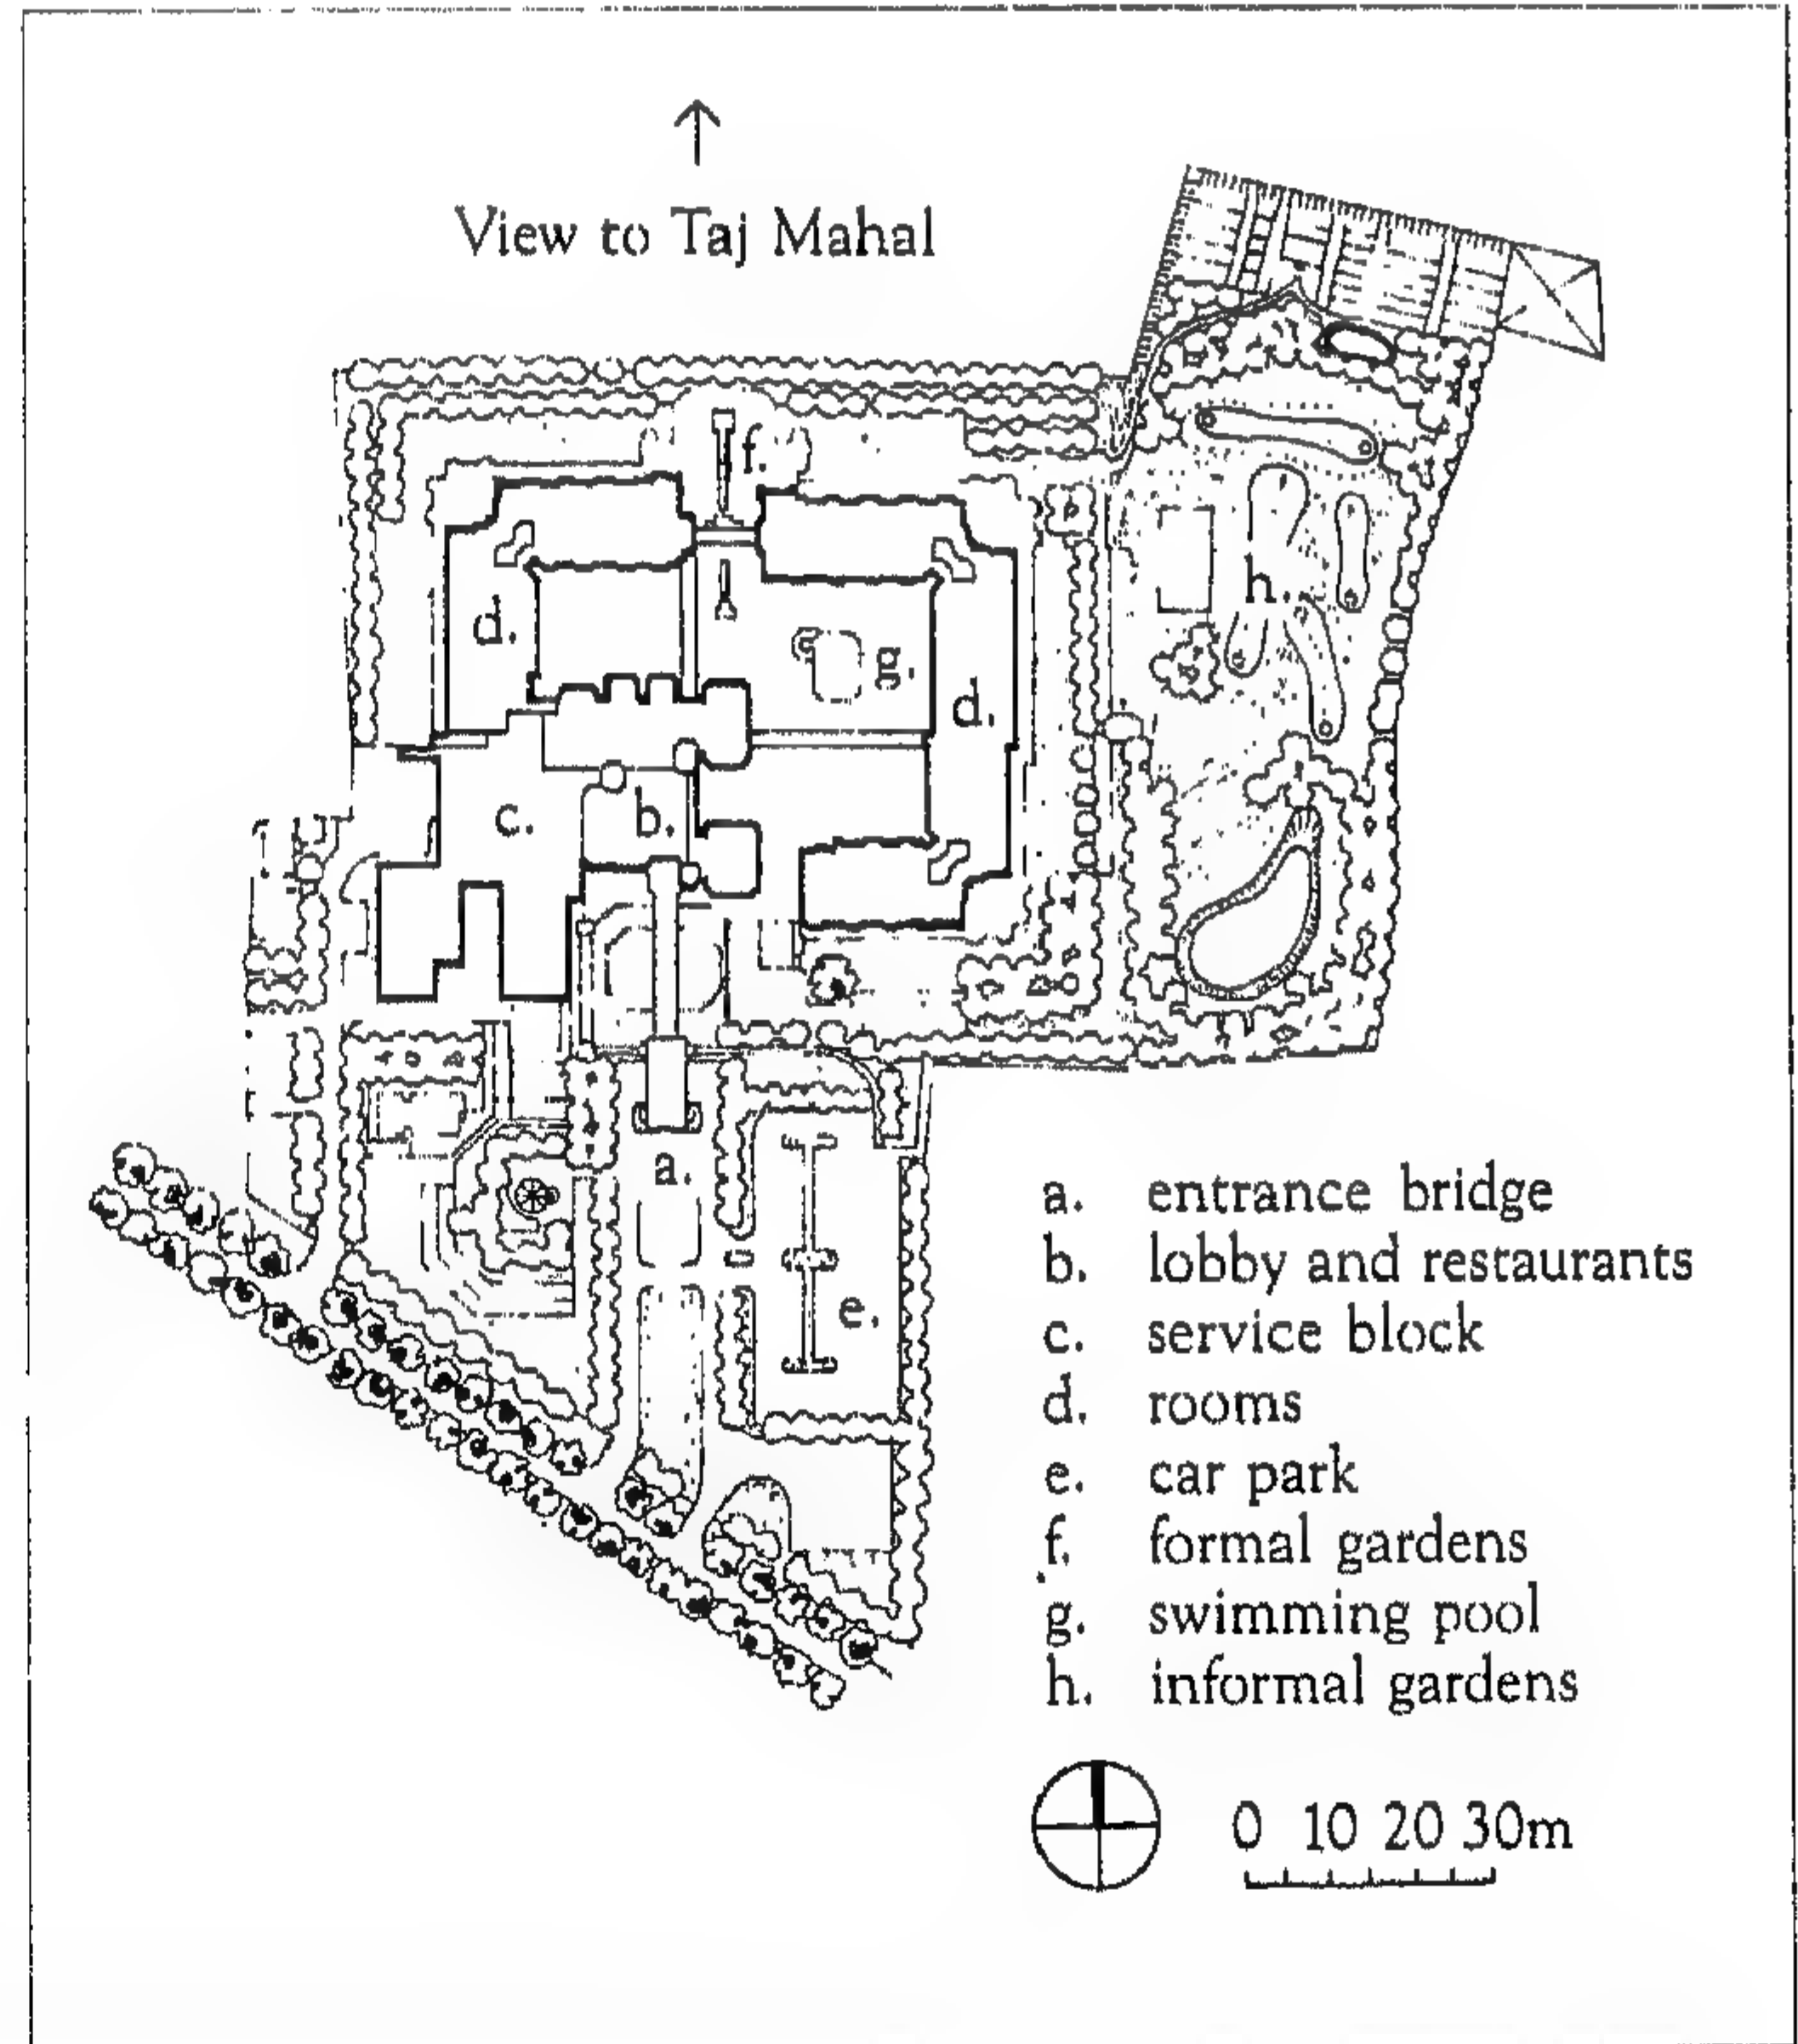 View to Taj Mahal
f.
h.
d.
g.
d.
c.
b.
a.
e.
a. entrance bridge
b. lobby and restaurants
c. service block
d. rooms
e. car park
f. formal gardens
g. swimming pool
h. informal gardens
0 10 20 30m